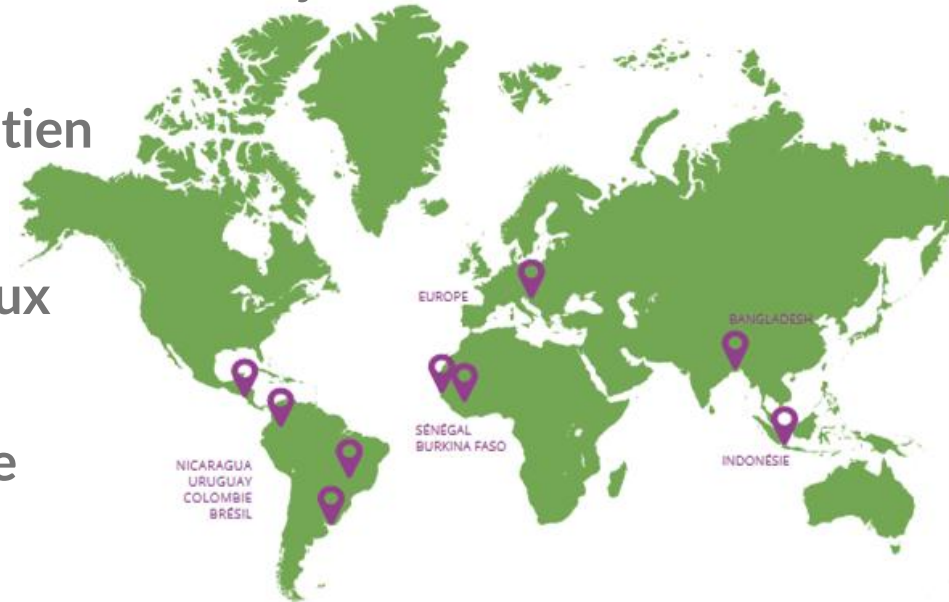 tien
ux
e
EUROPE
BANGLADESH
SÉNÉGAL
BURKINA FASO
INDONÉSIE
NICARAGUA
URUGUAY
COLOMBIE
BRÉSIL